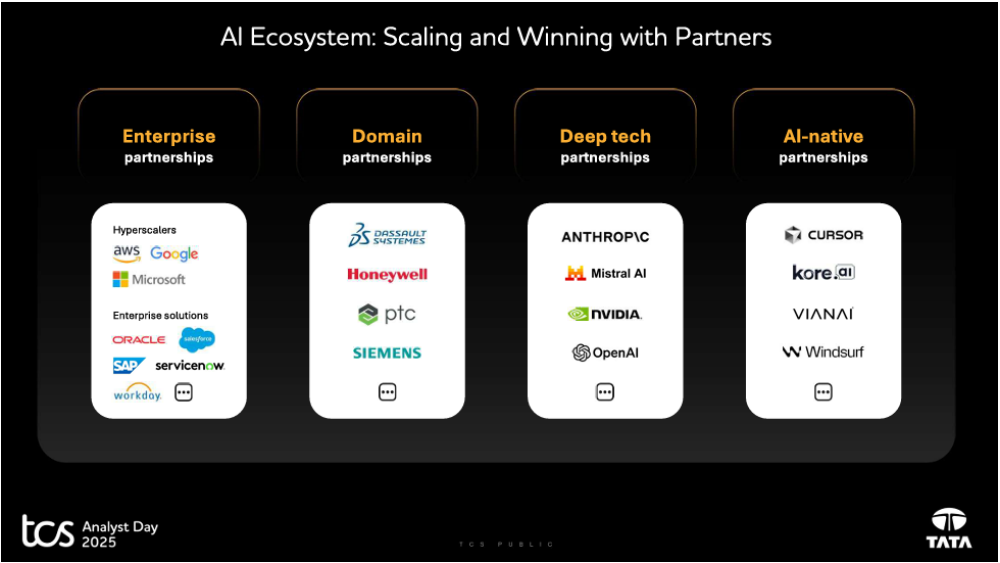 AI Ecosystem: Scaling and Winning with Partners
Enterprise
partnerships
Hyperscalers
aws Google
Microsoft
Enterprise solutions
ORACLE salesforce
SAP servicenow.
workday.
Domain
partnerships
DASSAULT
SYSTEMES
Honeywell
ptc
SIEMENS
Deep tech
partnerships
ANTHROP\C
Mistral AI
NVIDIA.
OpenAI
AI-native
partnerships
CURSOR
kore.ai
VIANAI
Windsurf
tcs Analyst Day
2025
TCS PUBLIC
TATA